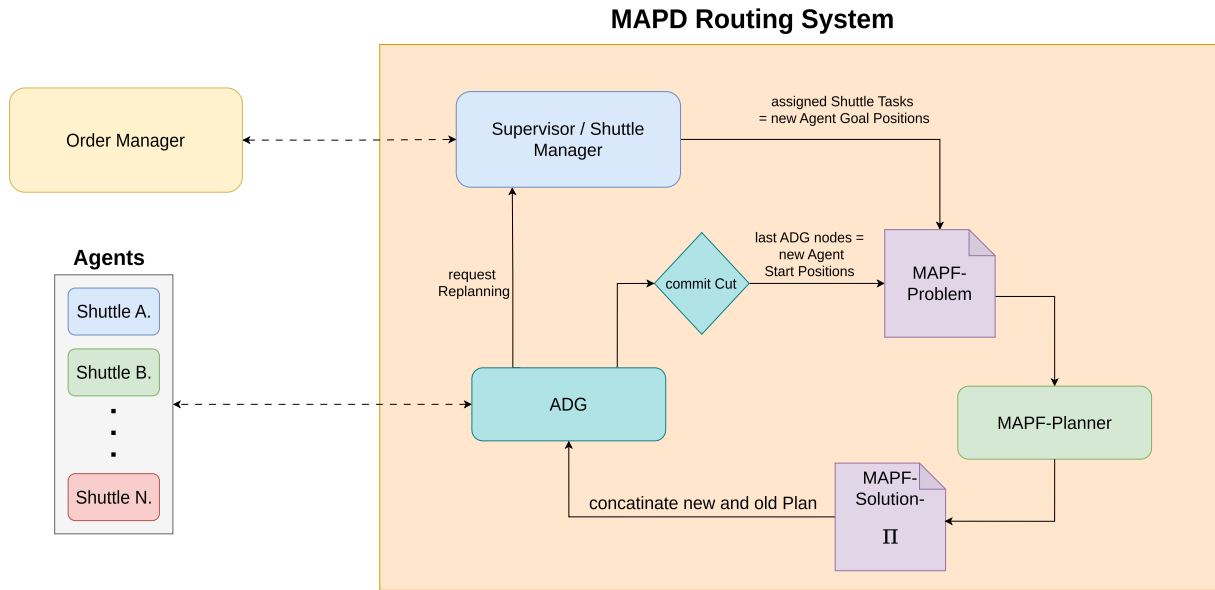 MAPD Routing System
Order Manager
Supervisor / Shuttle
Manager
assigned Shuttle Tasks
= new Agent Goal Positions
Agents
Shuttle A.
Shuttle B.
Shuttle N.
request
Replanning
commit Cut
last ADG nodes =
new Agent
Start Positions
MAPF-
Problem
ADG
MAPF-Planner
MAPF-
Solution-
Π
concatinate new and old Plan